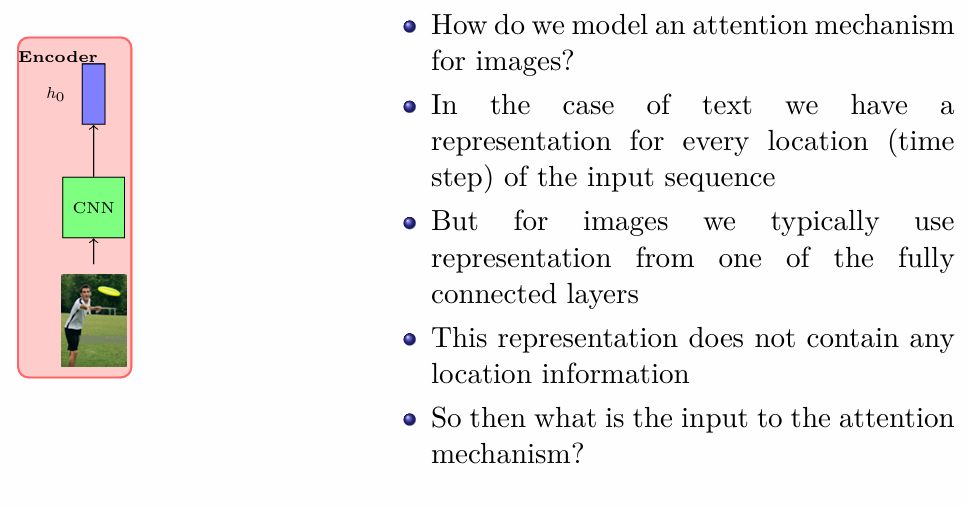 Encoder
h0
CNN
How do we model an attention mechanism
for images?
In the case of text we have a
representation for every location (time
step) of the input sequence
But for images we typically use
representation from one of the fully
connected layers
This representation does not contain any
location information
So then what is the input to the attention
mechanism?